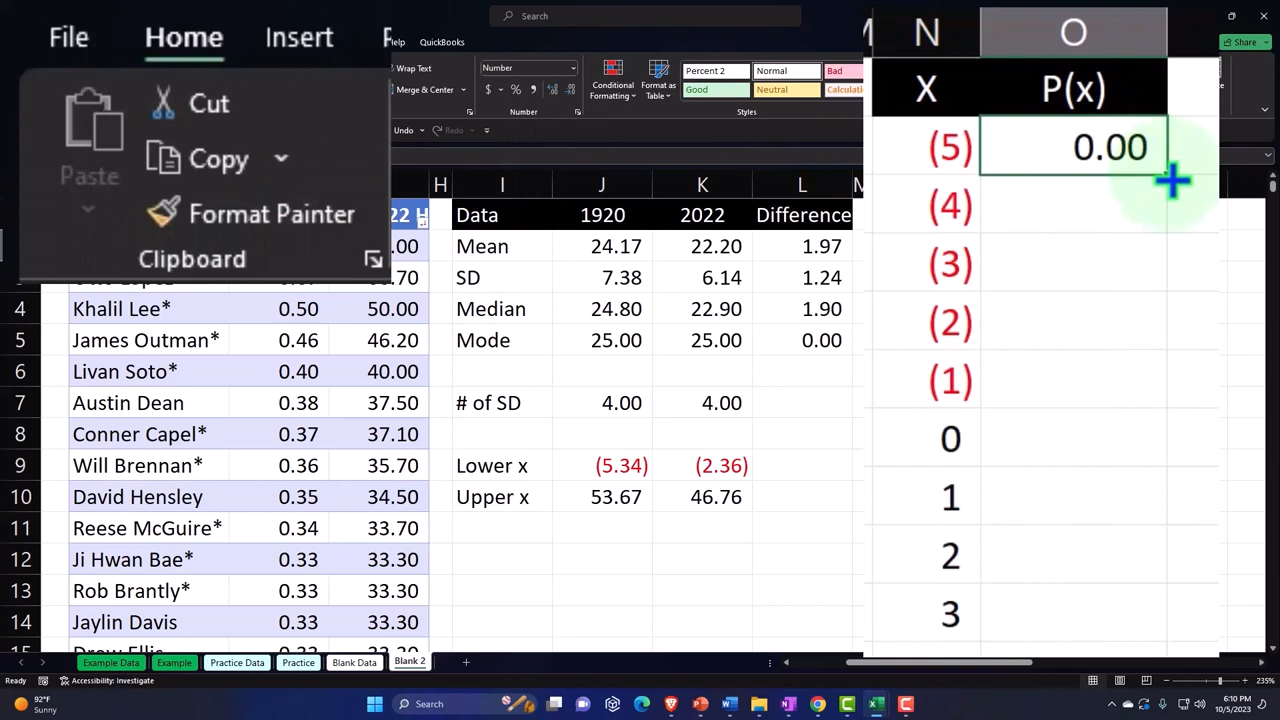 File Home Insert
Search
Share
Help QuickBooks
Cut
Copy
Paste
Format Painter
Clipboard
Wrap Text
Merge & Center
Number
$ %
Number
Conditional Formatting
Format as Table
Percent 2 Normal Bad
Good Neutral
Styles
Undo Redo
H I J K L
22 H Data 1920 2022 Difference
.00 Mean 24.17 22.20 1.97
.70 SD 7.38 6.14 1.24
4 Khalil Lee* 0.50 50.00 Median 24.80 22.90 1.90
5 James Outman* 0.46 46.20 Mode 25.00 25.00 0.00
6 Livan Soto* 0.40 40.00
7 Austin Dean 0.38 37.50 # of SD 4.00 4.00
8 Conner Capel* 0.37 37.10
9 Will Brennan* 0.36 35.70 Lower x (5.34) (2.36)
10 David Hensley 0.35 34.50 Upper x 53.67 46.76
11 Reese McGuire* 0.34 33.70
12 Ji Hwan Bae* 0.33 33.30
13 Rob Brantly* 0.33 33.30
14 Jaylin Davis 0.33 33.30
N O
X P(x)
(5) 0.00
(4)
(3)
(2)
(1)
0
1
2
3
Example Data Example Practice Data Practice Blank Data Blank 2
Ready Accessibility: Investigate
235%
92°F
Sunny
Search
6:10 PM
10/5/2023